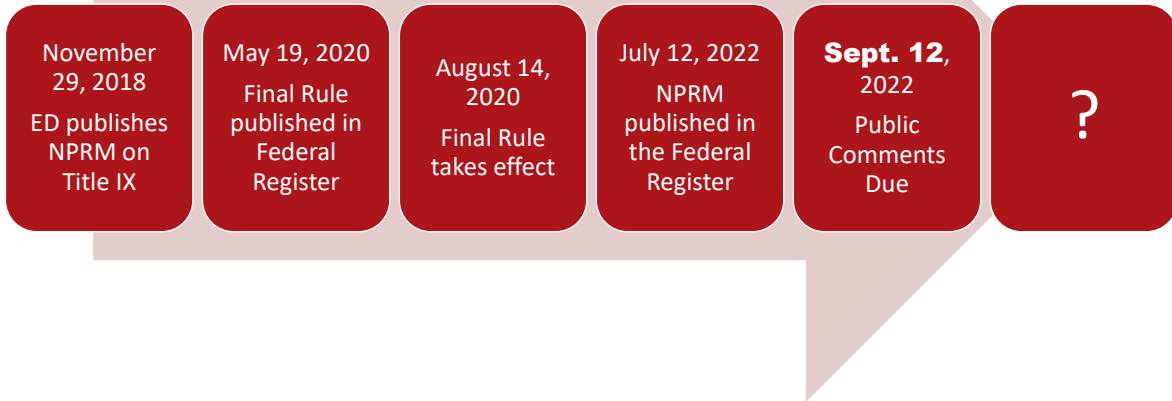 November
29, 2018
ED publishes
NPRM on
Title IX
May 19, 2020
Final Rule
published in
Federal
Register
August 14,
2020
Final Rule
takes effect
July 12, 2022
NPRM
published in
the Federal
Register
Sept. 12,
2022
Public
Comments
Due
?